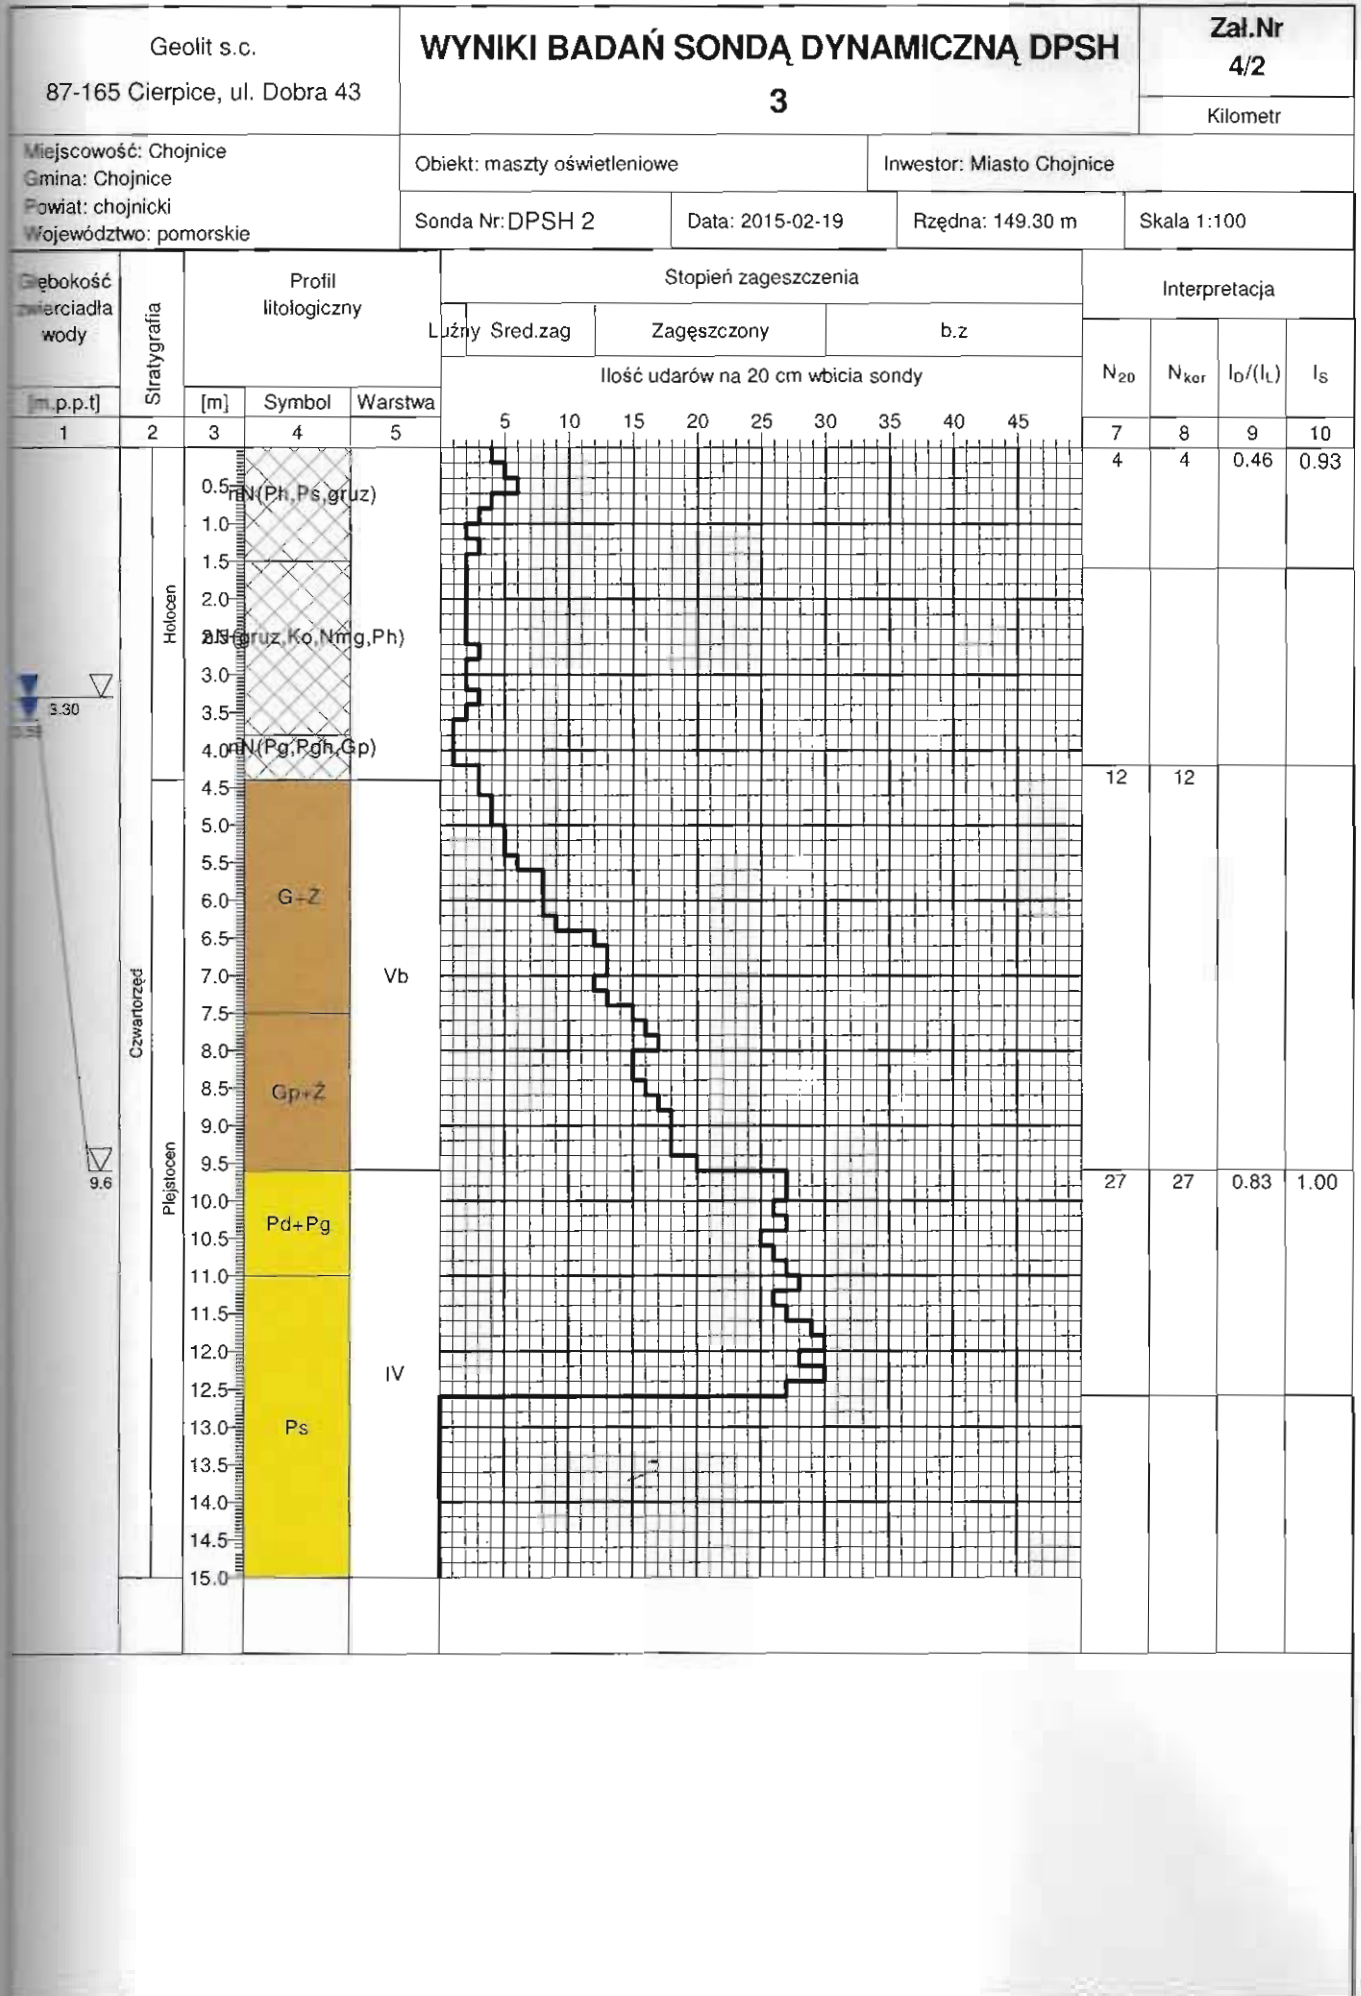 Geolit s.c.
87-165 Cierpice, ul. Dobra 43
WYNIKI BADAŃ SONDĄ DYNAMICZNĄ DPSH
3
Zał.Nr
4/2
Kilometr
Miejscowość: Chojnice
Gmina: Chojnice
Powiat: chojnicki
Województwo: pomorskie
Obiekt: maszty oświetleniowe
Inwestor: Miasto Chojnice
Sonda Nr: DPSH 2
Data: 2015-02-19
Rzędna: 149.30 m
Skala 1:100
Głębokość
zwierciadła
wody
[m.p.p.t]
Stratygrafia
Profil
litologiczny
[m] Symbol Warstwa
Stopień zageszczenia
Luźny Sred.zag Zagęszczony b.z
Ilość udarów na 20 cm wbicia sondy
5 10 15 20 25 30 35 40 45
Interpretacja
N20 Nkor ID/(IL) IS
1 2 3 4 5 7 8 9 10
4 4 0.46 0.93
0.5
nN(Ph,Ps,gruz)
1.0
1.5
2.0
nN(gruz,Ko,Nmg,Ph)
3.0
3.30
3.5
4.0
nN(Pg,Pgh,Gp)
Holocen
12 12
4.5
5.0
5.5
6.0
G+Ż
6.5
7.0
Vb
7.5
8.0
8.5
Gp+Ż
9.0
9.5
9.6
Czwartorzęd
Plejstocen
27 27 0.83 1.00
10.0
Pd+Pg
10.5
11.0
11.5
12.0
IV
12.5
13.0
Ps
13.5
14.0
14.5
15.0